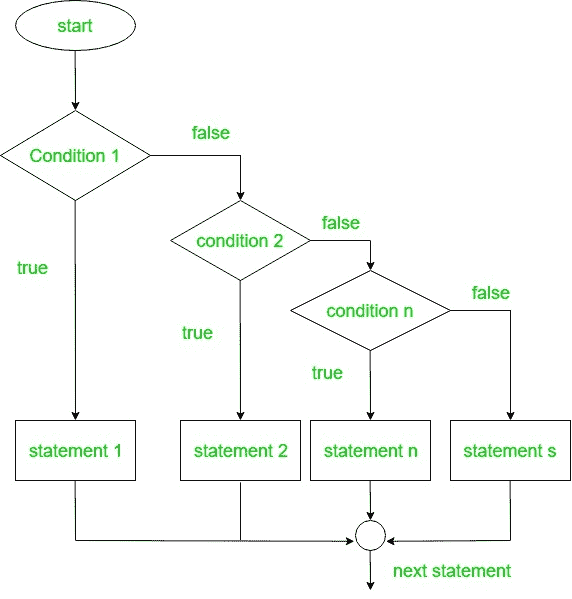 start
Condition 1
false
condition 2
false
true
condition n
false
true
true
statement 1
statement 2
statement n
statement s
next statement